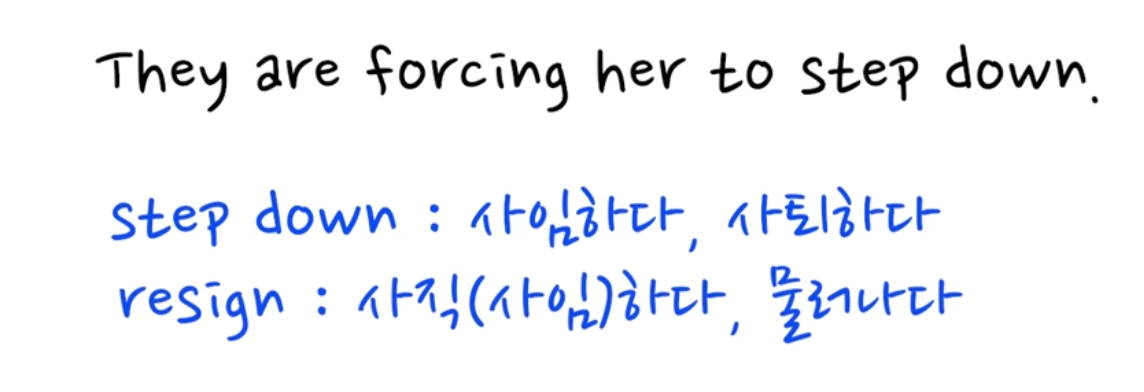 They are forcing her to step down.
step down : 사임하다, 사퇴하다
resign : 사직(사임)하다, 물러나다